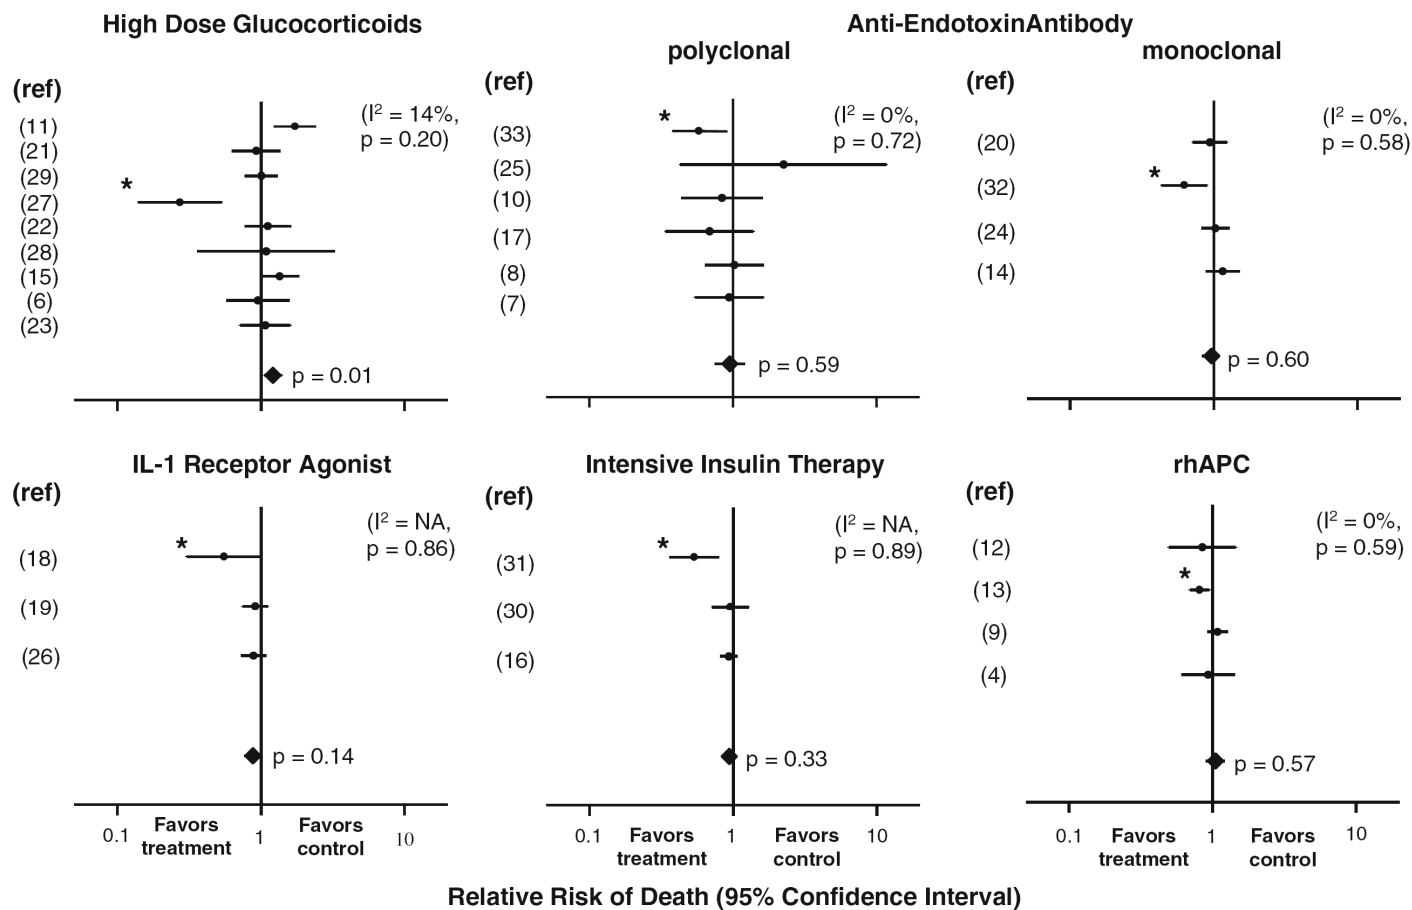 High Dose Glucocorticoids
(ref)
(11)
(21)
(29)
*
(27)
(22)
(28)
(15)
(6)
(23)
(I² = 14%,
p = 0.20)
p = 0.01
Anti-EndotoxinAntibody
polyclonal
(ref)
*
(33)
(25)
(10)
(17)
(8)
(7)
(I² = 0%,
p = 0.72)
p = 0.59
monoclonal
(ref)
(20)
*
(32)
(24)
(14)
(I² = 0%,
p = 0.58)
p = 0.60
IL-1 Receptor Agonist
(ref)
*
(18)
(19)
(26)
(I² = NA,
p = 0.86)
p = 0.14
0.1
Favors
treatment
1
Favors
control
10
Intensive Insulin Therapy
(ref)
*
(31)
(30)
(16)
(I² = NA,
p = 0.89)
p = 0.33
0.1
Favors
treatment
1
Favors
control
10
rhAPC
(ref)
(12)
*
(13)
(9)
(4)
(I² = 0%,
p = 0.59)
p = 0.57
0.1
Favors
treatment
1
Favors
control
10
Relative Risk of Death (95% Confidence Interval)